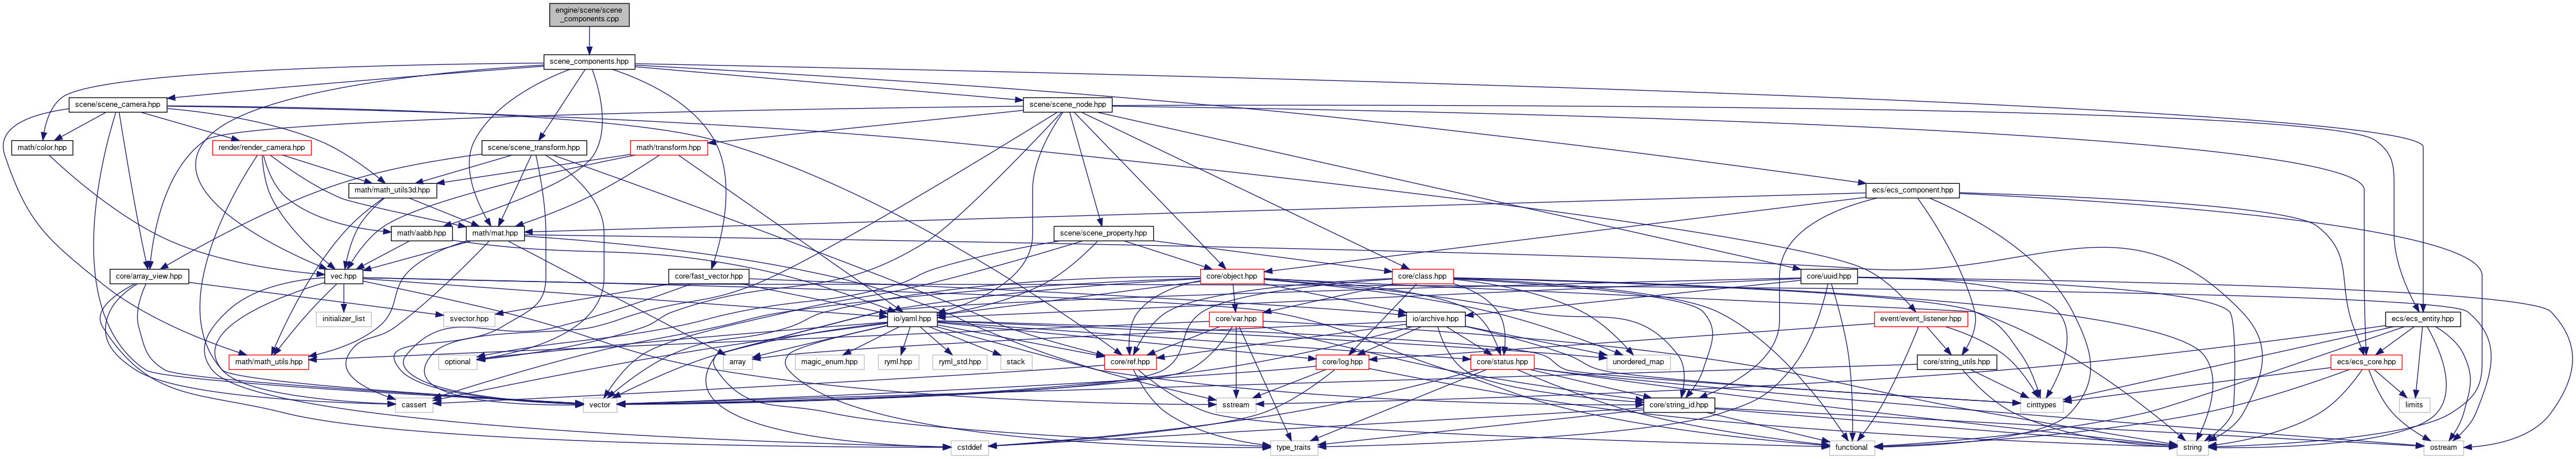 engine/scene/scene
_components.cpp
scene_components.hpp
scene/scene_camera.hpp
scene/scene_node.hpp
math/color.hpp
render/render_camera.hpp
scene/scene_transform.hpp
math/transform.hpp
math/math_utils3d.hpp
ecs/ecs_component.hpp
math/aabb.hpp
math/mat.hpp
scene/scene_property.hpp
core/array_view.hpp
vec.hpp
core/fast_vector.hpp
core/object.hpp
core/class.hpp
core/uuid.hpp
initializer_list
svector.hpp
io/yaml.hpp
core/var.hpp
io/archive.hpp
event/event_listener.hpp
ecs/ecs_entity.hpp
math/math_utils.hpp
optional
array
magic_enum.hpp
ryml.hpp
ryml_std.hpp
stack
core/ref.hpp
core/log.hpp
core/status.hpp
unordered_map
core/string_utils.hpp
ecs/ecs_core.hpp
cassert
vector
sstream
core/string_id.hpp
cinttypes
limits
cstddef
type_traits
functional
string
ostream